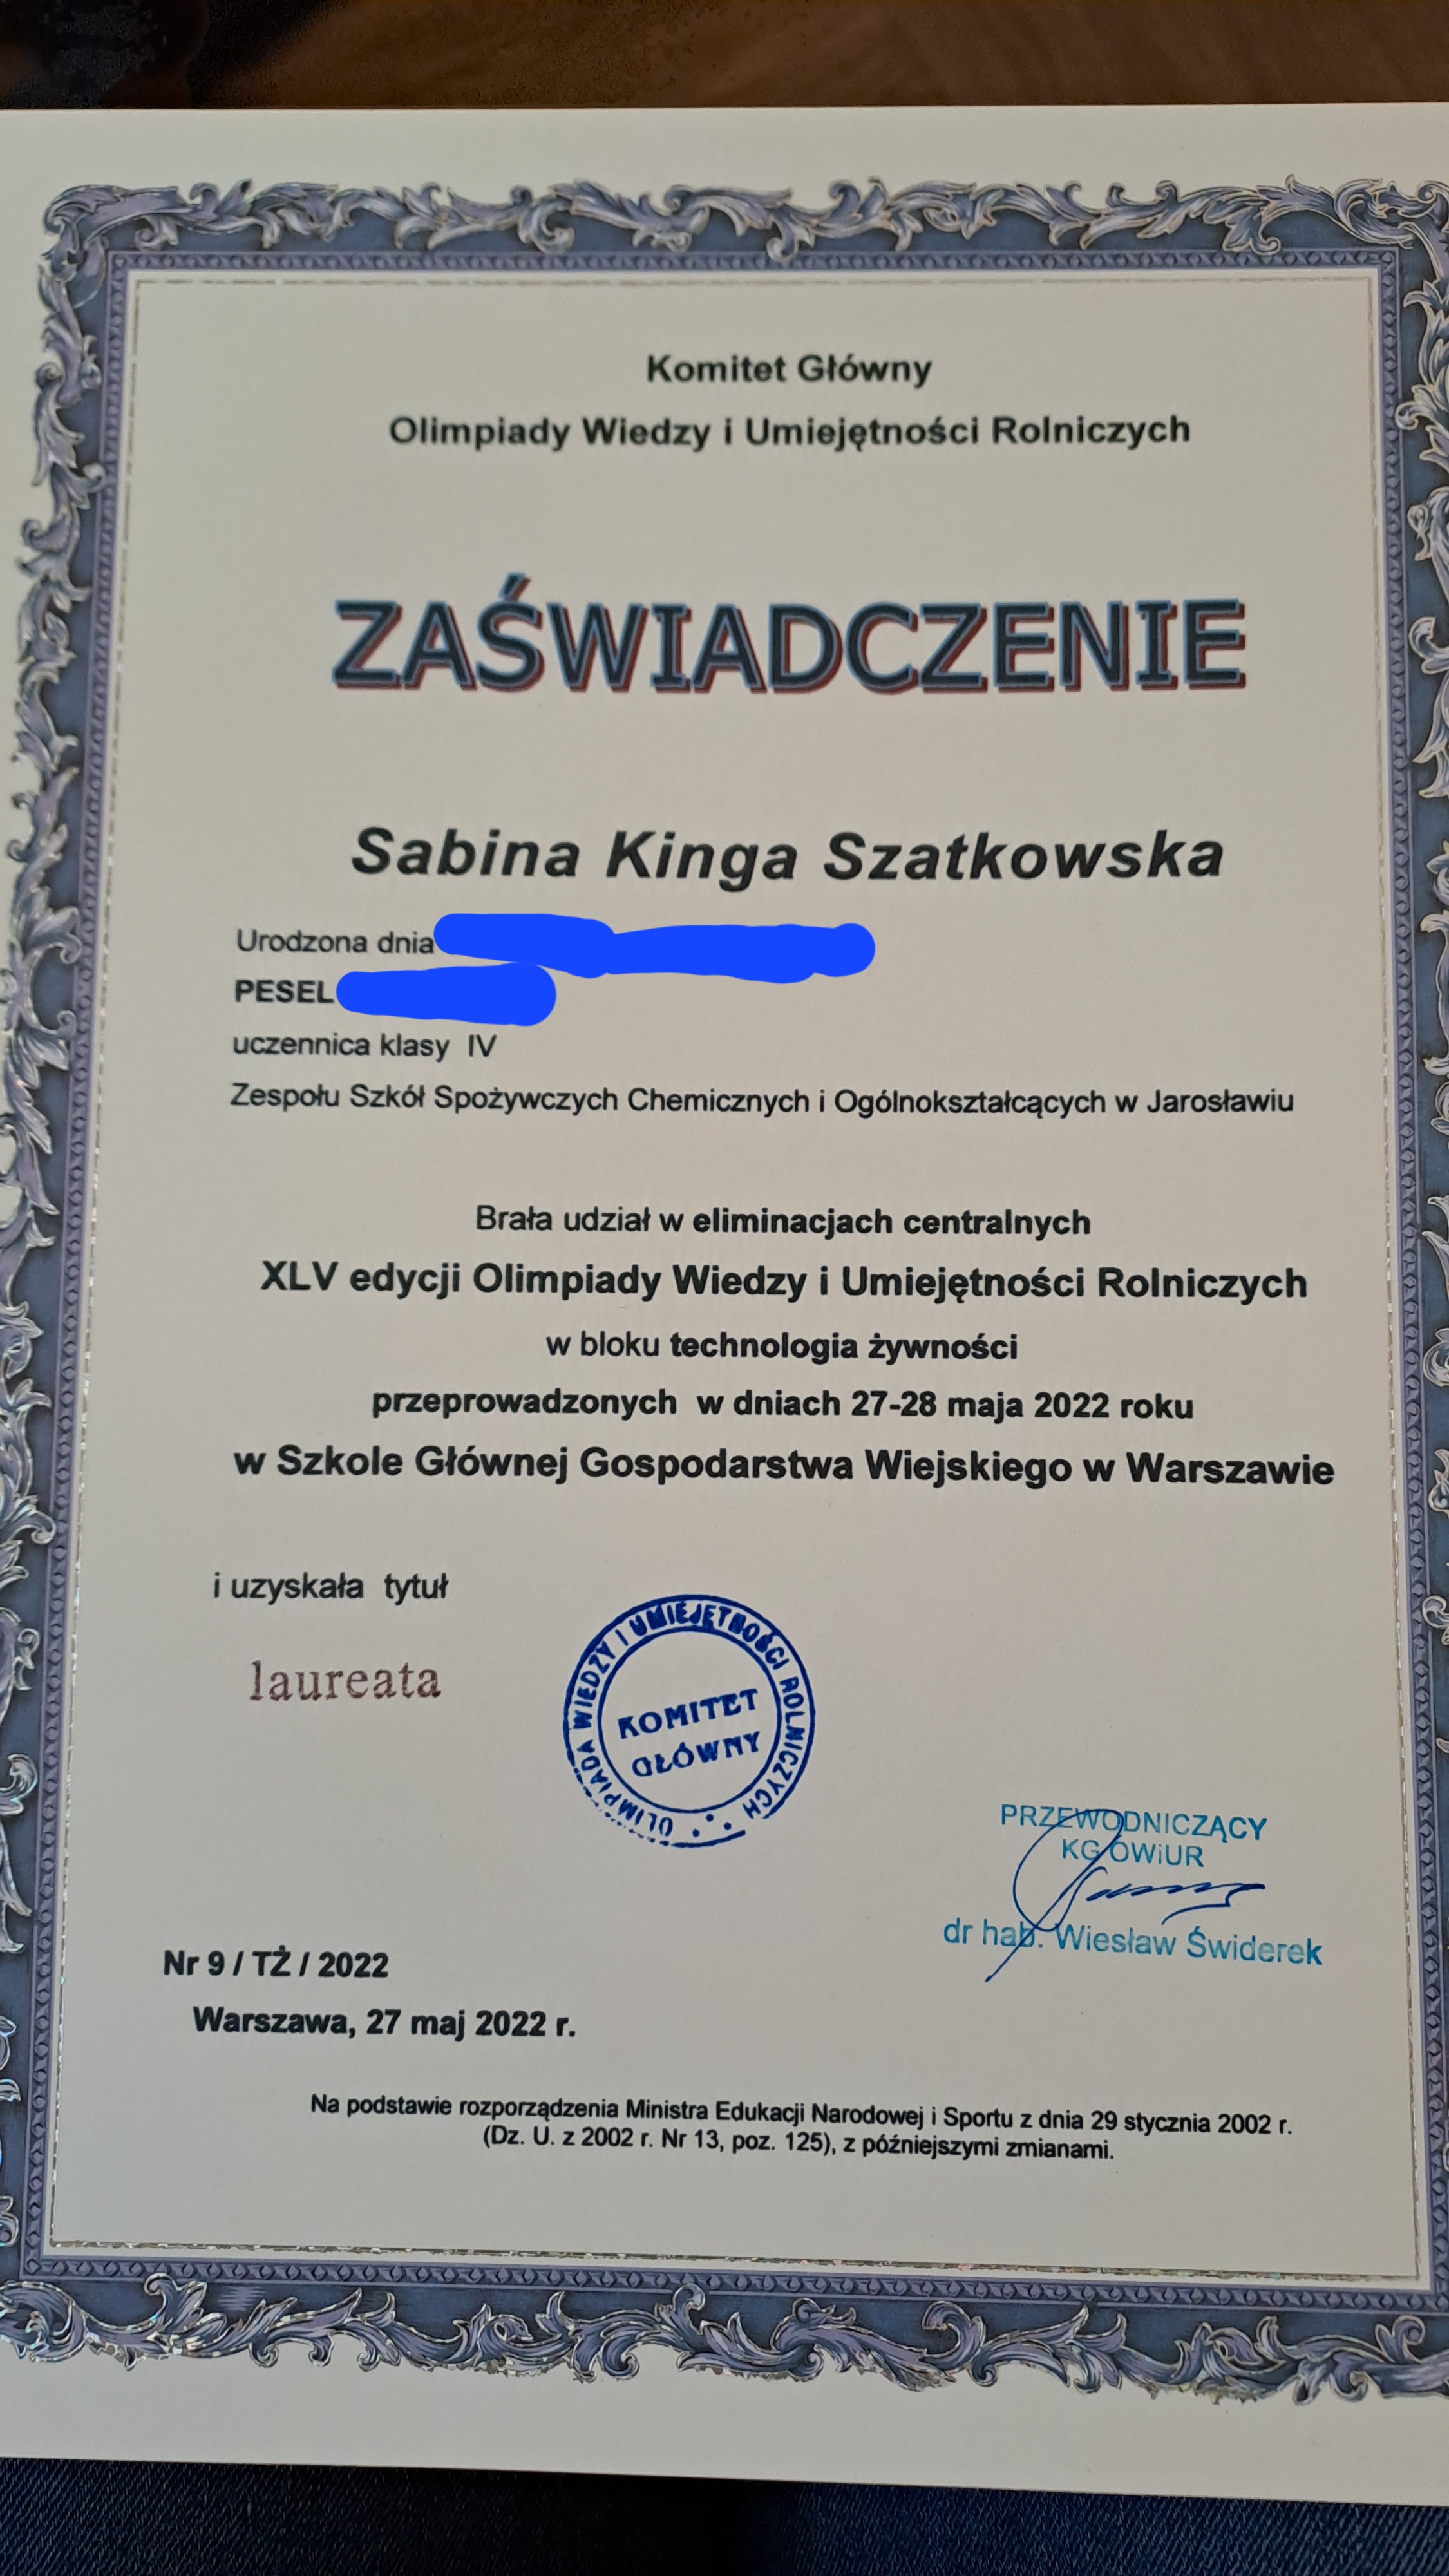 Komitet Główny
Olimpiady Wiedzy i Umiejętności Rolniczych
ZAŚWIADCZENIE
Sabina Kinga Szatkowska
Urodzona dnia
PESEL
uczennica klasy IV
Zespołu Szkół Spożywczych Chemicznych i Ogólnokształcących w Jarosławiu
Brała udział w eliminacjach centralnych
XLV edycji Olimpiady Wiedzy i Umiejętności Rolniczych
w bloku technologia żywności
przeprowadzonych w dniach 27-28 maja 2022 roku
w Szkole Głównej Gospodarstwa Wiejskiego w Warszawie
i uzyskała tytuł
laureata
OLIMPIADA WIEDZY I UMIEJĘTNOŚCI ROLNICZYCH
KOMITET
GŁÓWNY
PRZEWODNICZĄCY
KG OWiUR
dr hab. Wiesław Świderek
Nr 9 / TŻ / 2022
Warszawa, 27 maj 2022 r.
Na podstawie rozporządzenia Ministra Edukacji Narodowej i Sportu z dnia 29 stycznia 2002 r.
(Dz. U. z 2002 r. Nr 13, poz. 125), z późniejszymi zmianami.